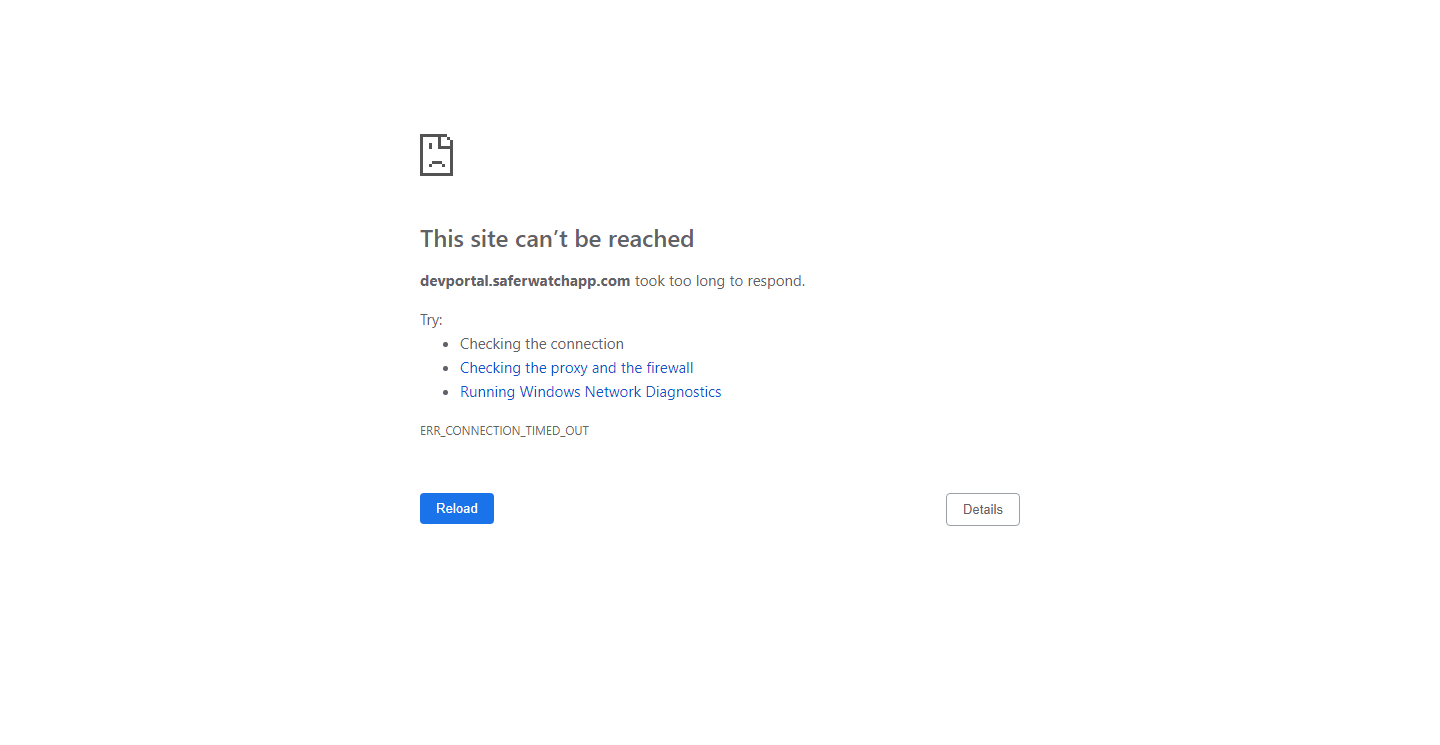 This site can’t be reached
devportal.saferwatchapp.com took too long to respond.
Try:
• Checking the connection
• Checking the proxy and the firewall
• Running Windows Network Diagnostics
ERR_CONNECTION_TIMED_OUT
Reload
Details